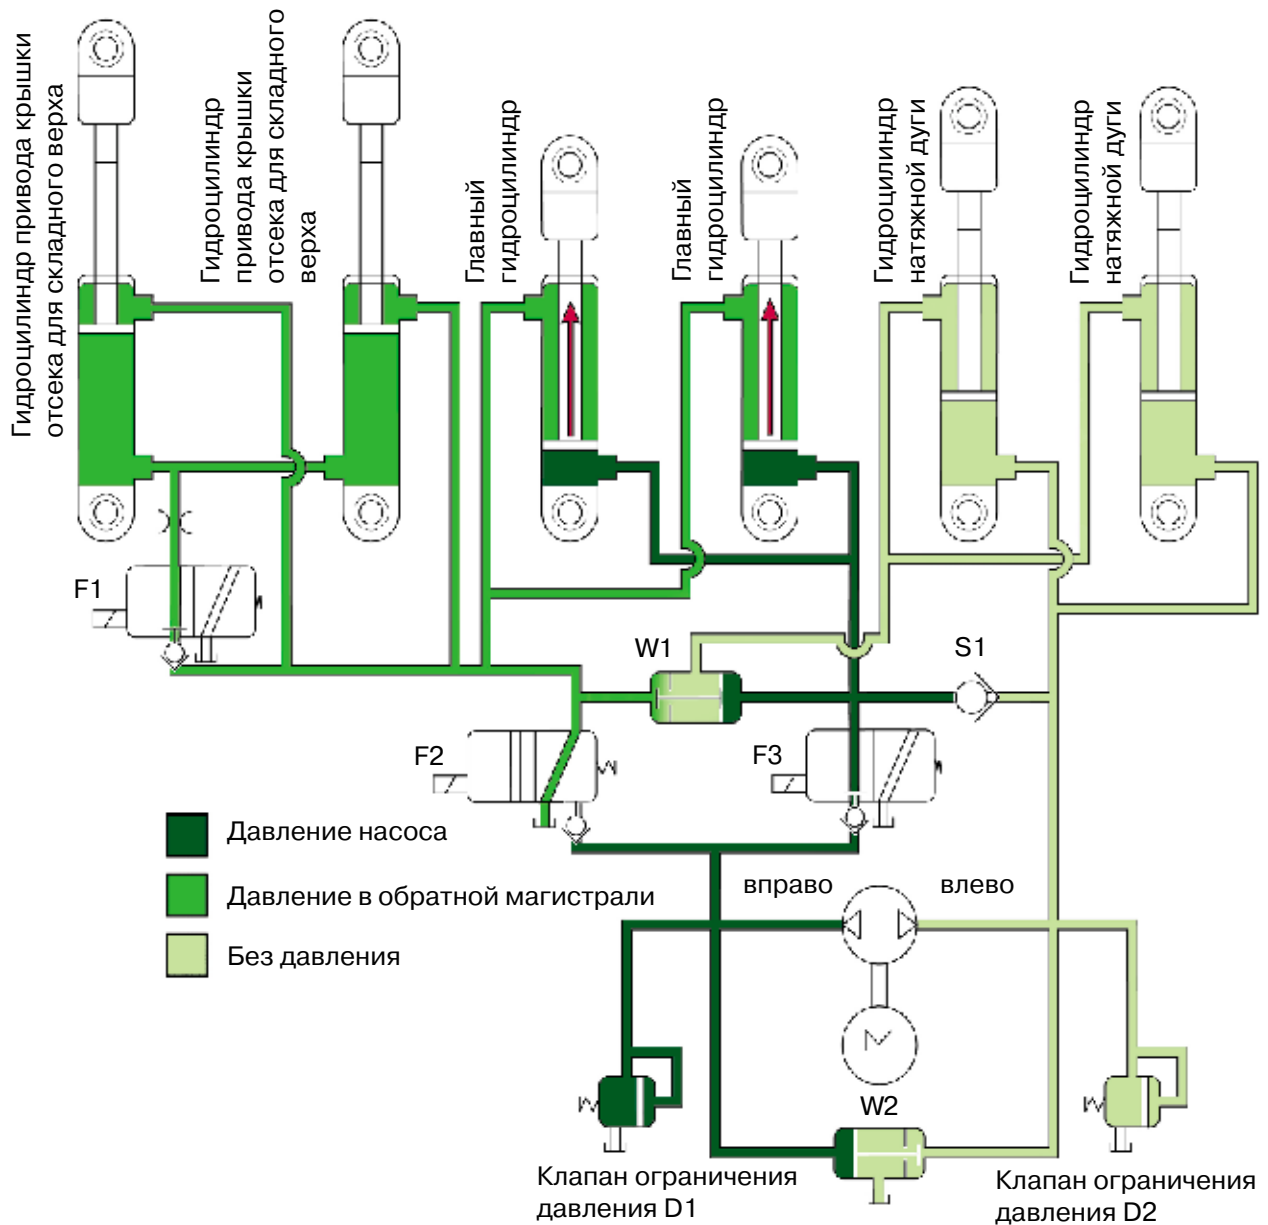 Гидроцилиндр привода крышки
отсека для складного верха
Гидроцилиндр
привода крышки
отсека для складного
верха
Главный
гидроцилиндр
Главный
гидроцилиндр
Гидроцилиндр
натяжной дуги
Гидроцилиндр
натяжной дуги
F1
W1
S1
F2
F3
Давление насоса
Давление в обратной магистрали
Без давления
вправо
влево
W2
Клапан ограничения
давления D1
Клапан ограничения
давления D2